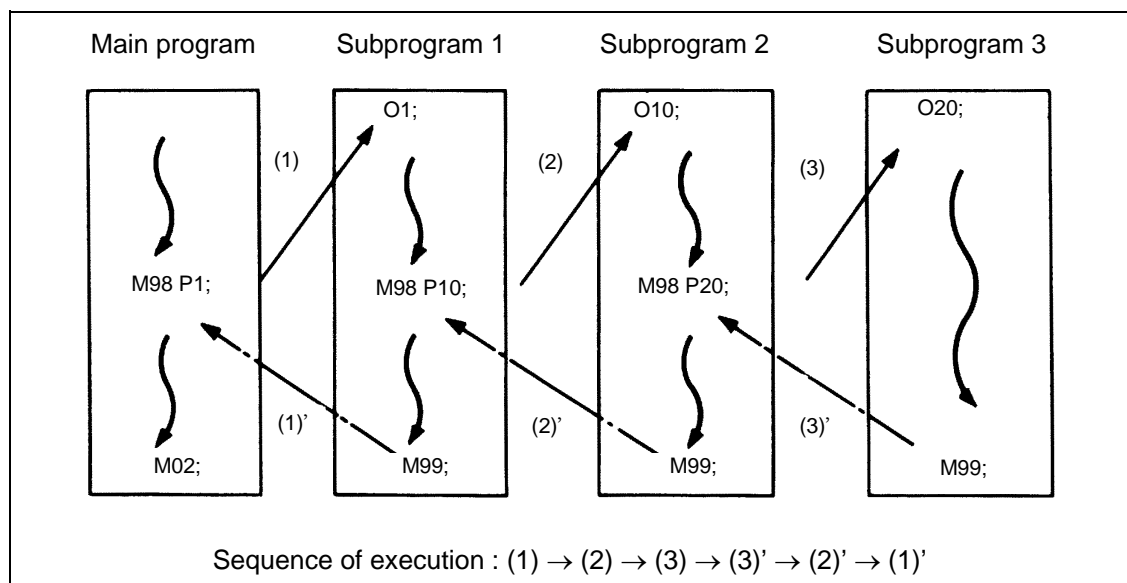 Main program
Subprogram 1
Subprogram 2
Subprogram 3
O1;
O10;
O20;
(1)
(2)
(3)
M98 P1;
M98 P10;
M98 P20;
(1)’
(2)’
(3)’
M02;
M99;
M99;
M99;
Sequence of execution : (1) → (2) → (3) → (3)’ → (2)’ → (1)’